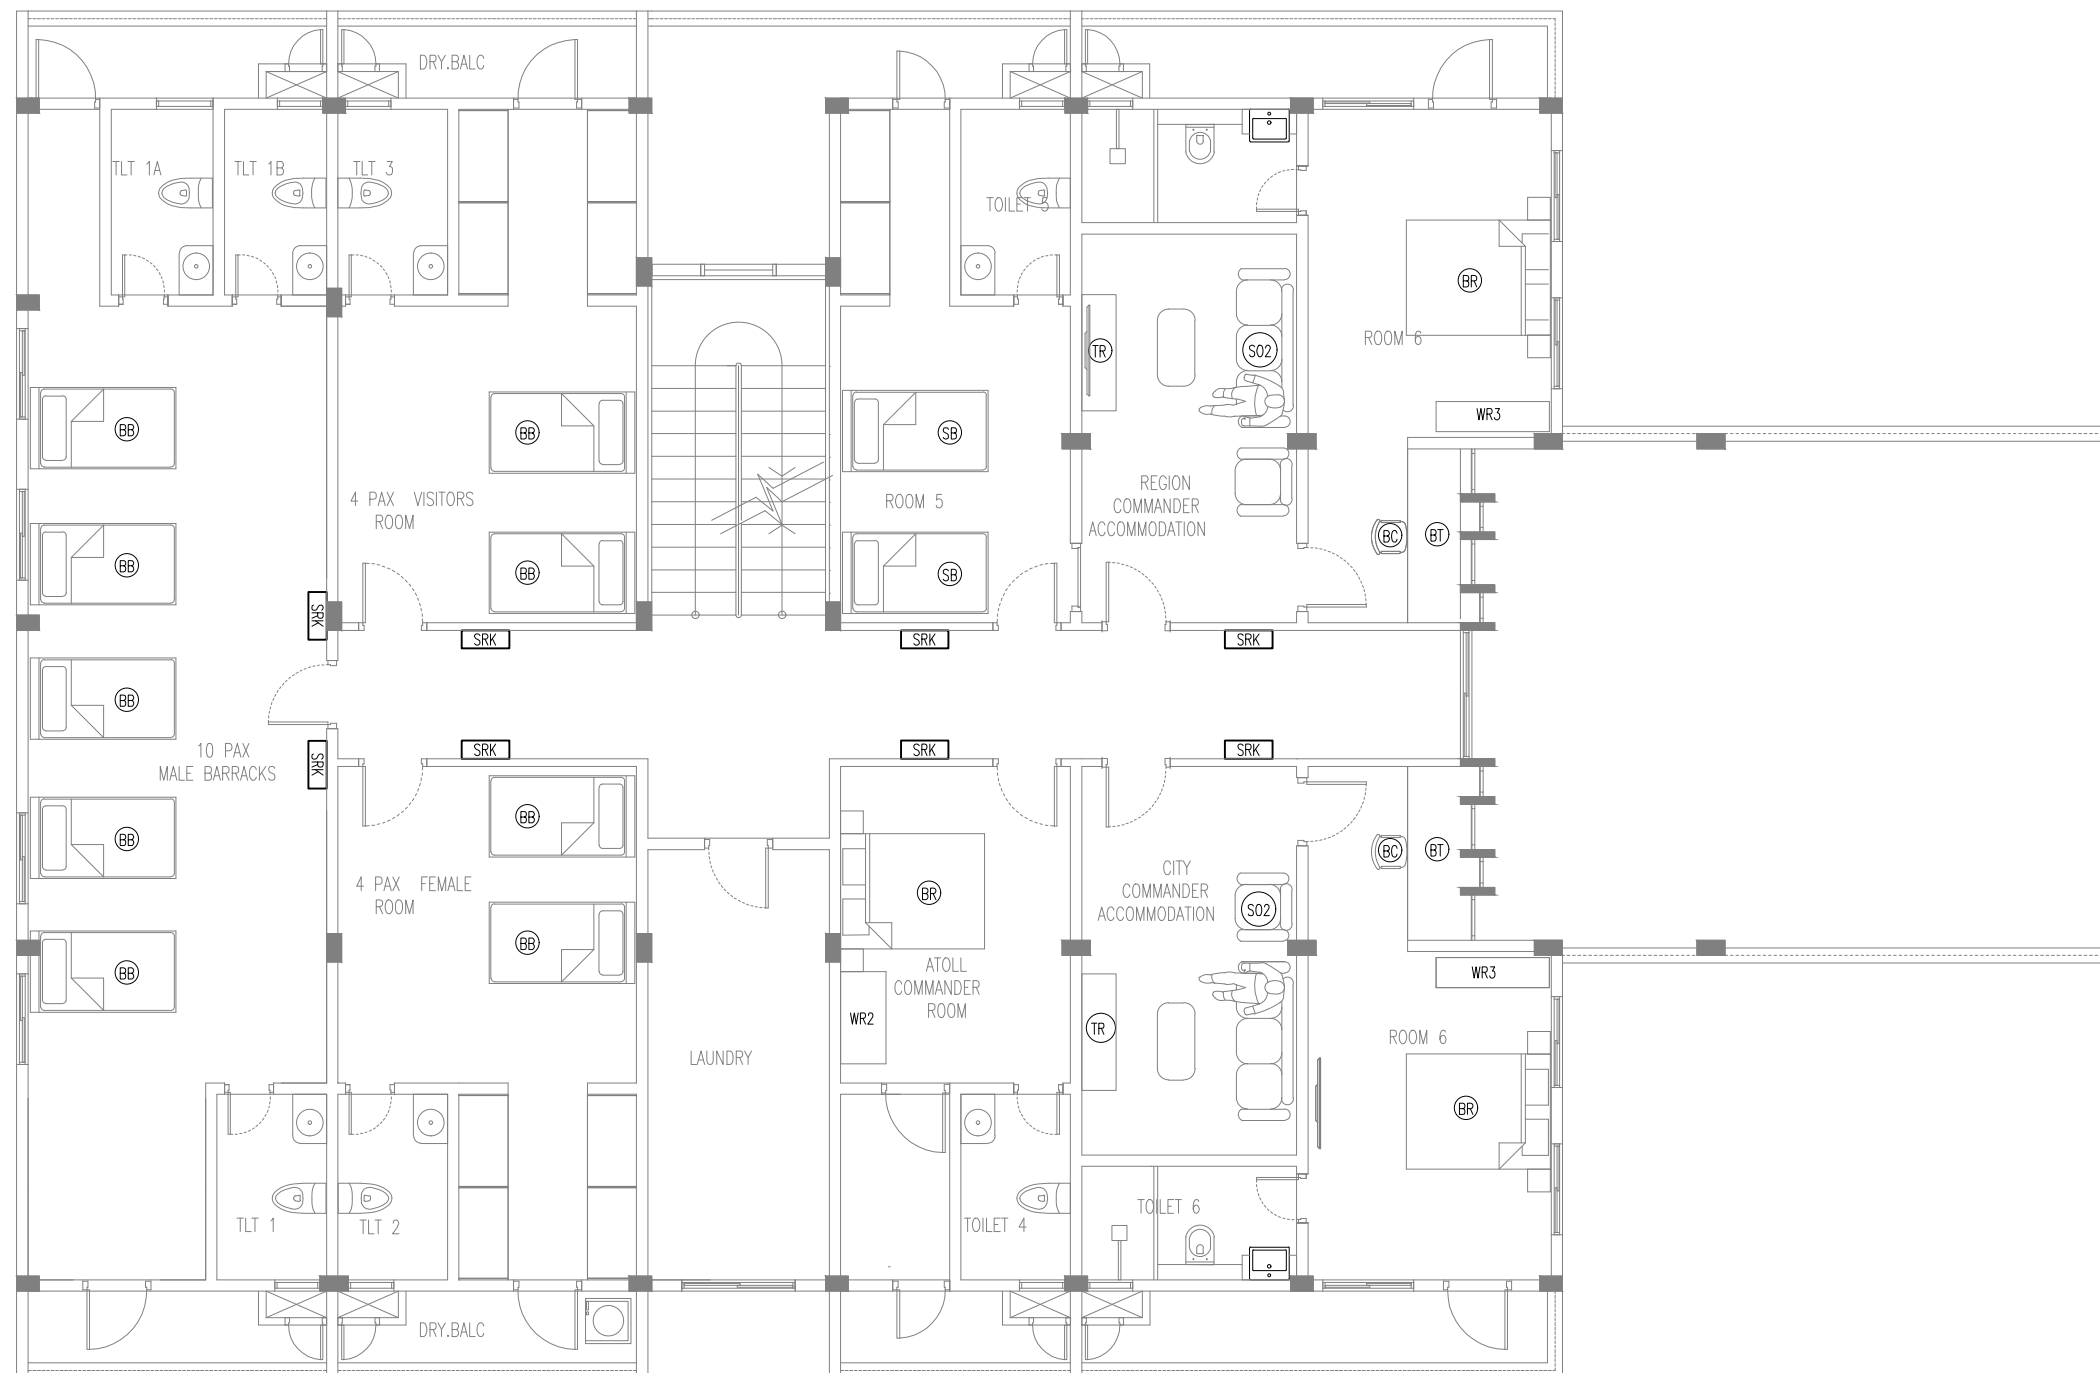 DRY.BALC
TLT 1A
TLT 1B
TLT 3
TOILET 5
BR
ROOM 6
TR
SO2
WR3
BB
BB
SB
4 PAX VISITORS
ROOM
ROOM 5
REGION
COMMANDER
ACCOMMODATION
BC
BT
BB
BB
SB
SRK
SRK
SRK
SRK
BB
10 PAX
MALE BARRACKS
SRK
SRK
SRK
SRK
BB
BB
4 PAX FEMALE
ROOM
BR
CITY
COMMANDER
ACCOMMODATION
SO2
BC
BT
BB
BB
ATOLL
COMMANDER
ROOM
WR3
WR2
TR
LAUNDRY
ROOM 6
BR
TLT 1
TLT 2
TOILET 4
TOILET 6
DRY.BALC